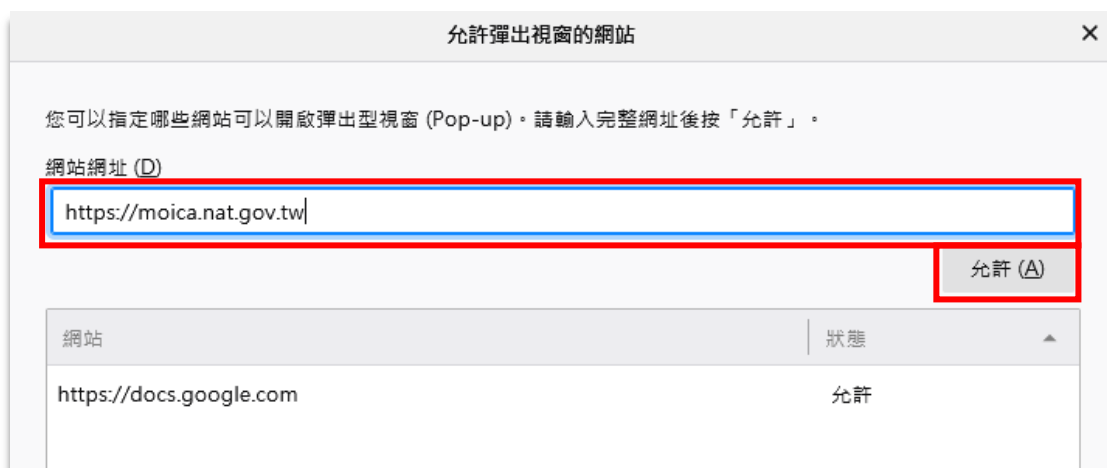 允許彈出視窗的網站
您可以指定哪些網站可以開啟彈出型視窗 (Pop-up)。請輸入完整網址後按「允許」。
網站網址 (D)
https://moica.nat.gov.tw
允許 (A)
網站 狀態
https://docs.google.com 允許